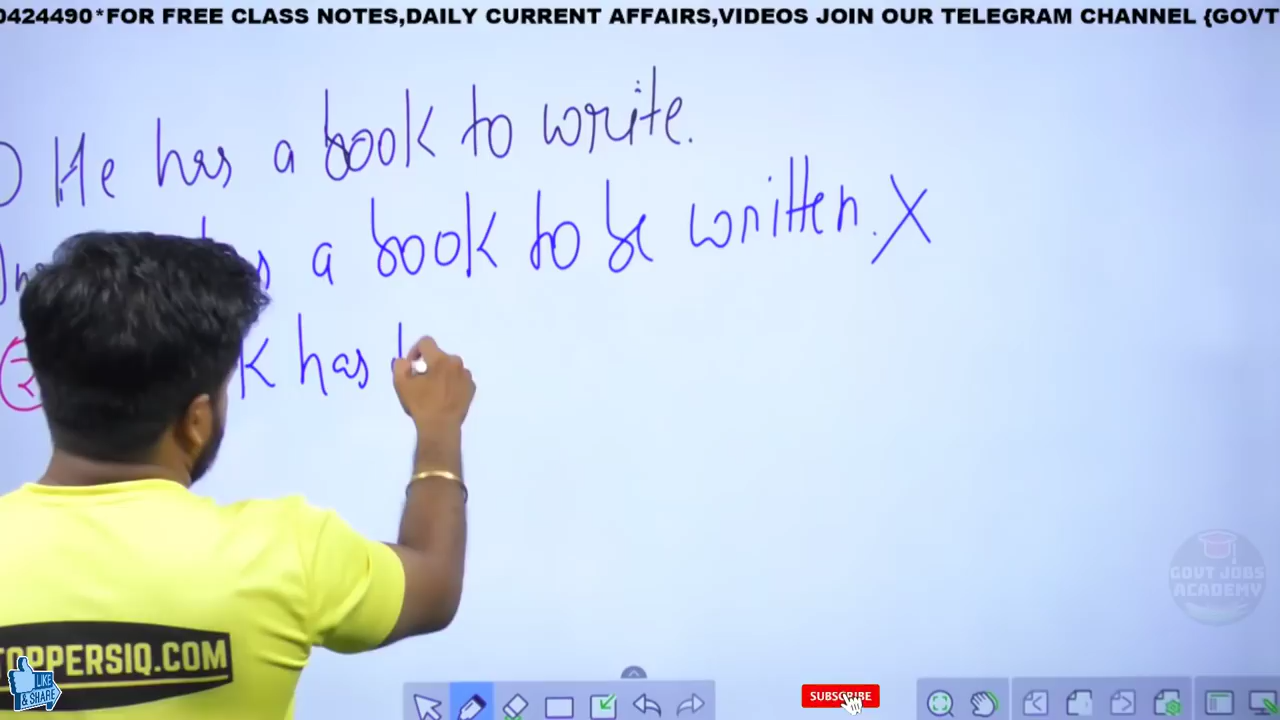 0424490*FOR FREE CLASS NOTES,DAILY CURRENT AFFAIRS,VIDEOS JOIN OUR TELEGRAM CHANNEL {GOVT
He has a book to write.
a book to be written. X
has
TOPPERSIQ.COM
GOVT JOBS
ACADEMY
LIKE
& SHARE
SUBSCRIBE